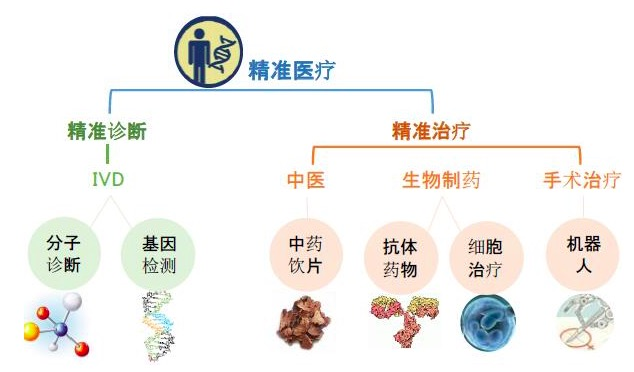 精准医疗
精准诊断
精准治疗
IVD
中医
生物制药
手术治疗
分子
诊断
基因
检测
中药
饮片
抗体
药物
细胞
治疗
机器
人